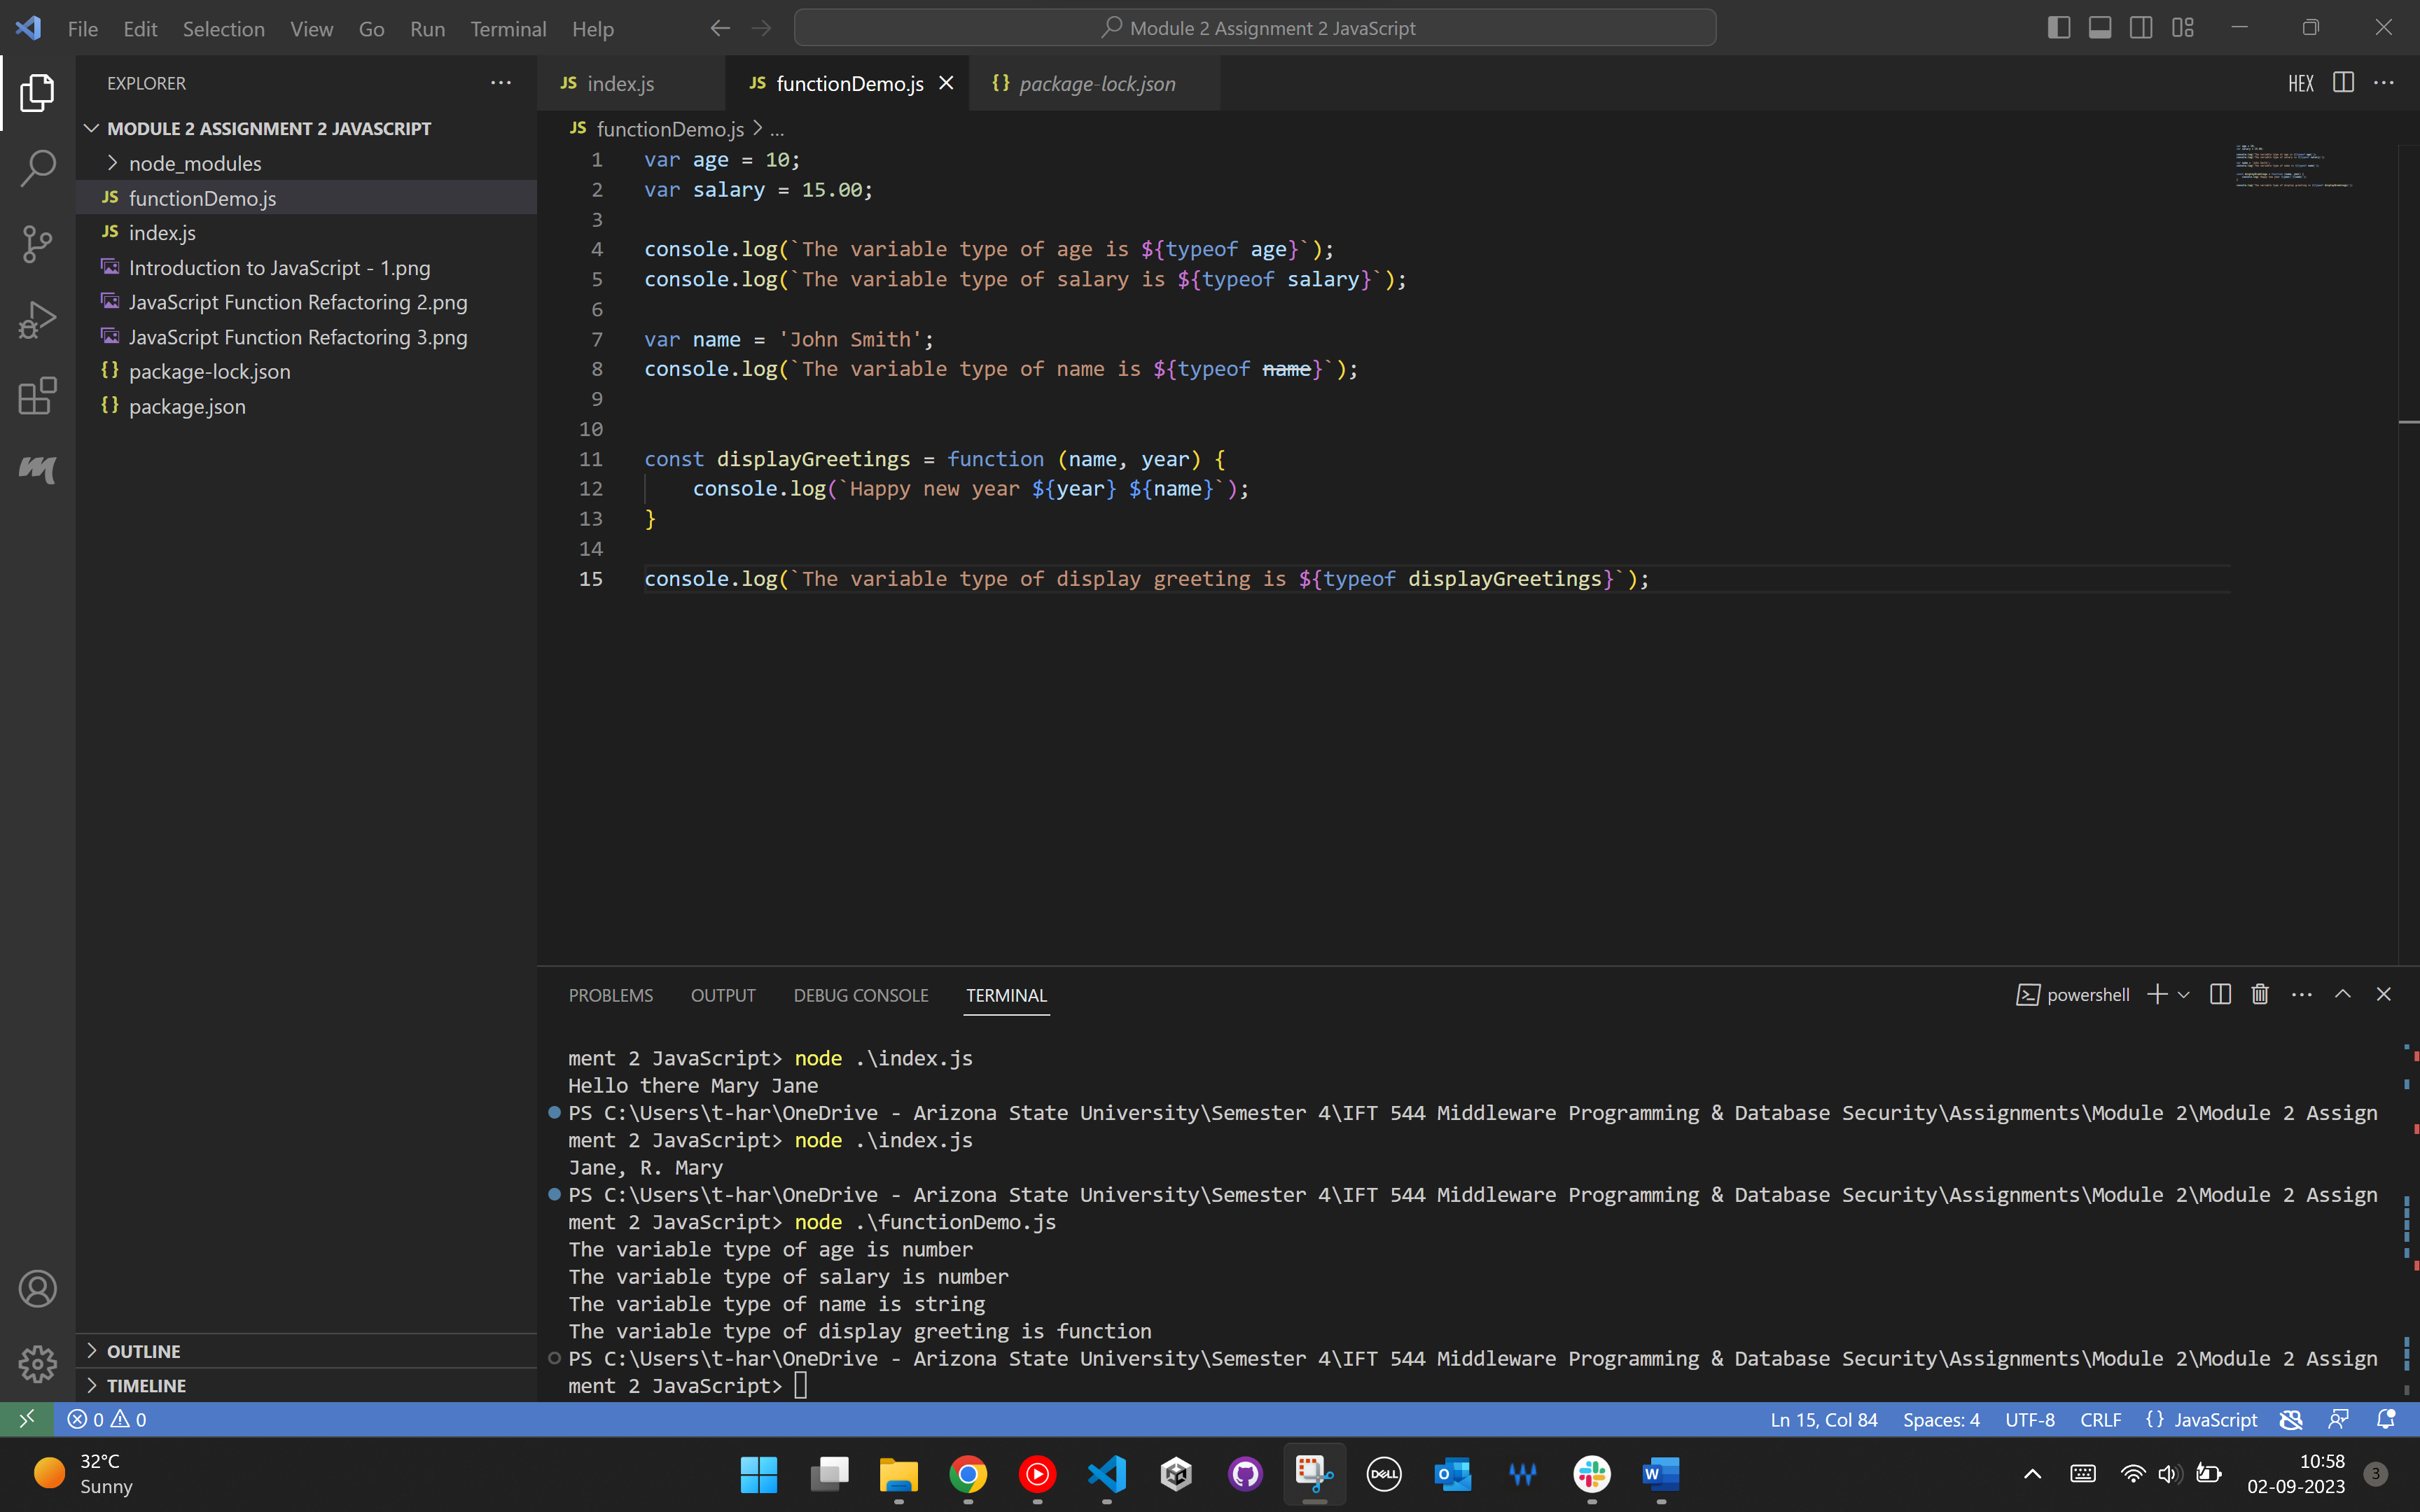 File Edit Selection View Go Run Terminal Help
Module 2 Assignment 2 JavaScript
EXPLORER
MODULE 2 ASSIGNMENT 2 JAVASCRIPT
node_modules
JS functionDemo.js
JS index.js
Introduction to JavaScript - 1.png
JavaScript Function Refactoring 2.png
JavaScript Function Refactoring 3.png
{} package-lock.json
{} package.json
OUTLINE
TIMELINE
JS index.js JS functionDemo.js {} package-lock.json
HEX
JS functionDemo.js > ...
1 var age = 10;
2 var salary = 15.00;
3
4 console.log(`The variable type of age is ${typeof age}`);
5 console.log(`The variable type of salary is ${typeof salary}`);
6
7 var name = 'John Smith';
8 console.log(`The variable type of name is ${typeof name}`);
9
10
11 const displayGreetings = function (name, year) {
12     console.log(`Happy new year ${year} ${name}`);
13 }
14
15 console.log(`The variable type of display greeting is ${typeof displayGreetings}`);
PROBLEMS OUTPUT DEBUG CONSOLE TERMINAL
powershell
ment 2 JavaScript> node .\index.js
Hello there Mary Jane
PS C:\Users\t-har\OneDrive - Arizona State University\Semester 4\IFT 544 Middleware Programming & Database Security\Assignments\Module 2\Module 2 Assign
ment 2 JavaScript> node .\index.js
Jane, R. Mary
PS C:\Users\t-har\OneDrive - Arizona State University\Semester 4\IFT 544 Middleware Programming & Database Security\Assignments\Module 2\Module 2 Assign
ment 2 JavaScript> node .\functionDemo.js
The variable type of age is number
The variable type of salary is number
The variable type of name is string
The variable type of display greeting is function
PS C:\Users\t-har\OneDrive - Arizona State University\Semester 4\IFT 544 Middleware Programming & Database Security\Assignments\Module 2\Module 2 Assign
ment 2 JavaScript>
0 0
Ln 15, Col 84 Spaces: 4 UTF-8 CRLF {} JavaScript
32°C
Sunny
DELL
10:58
02-09-2023
3